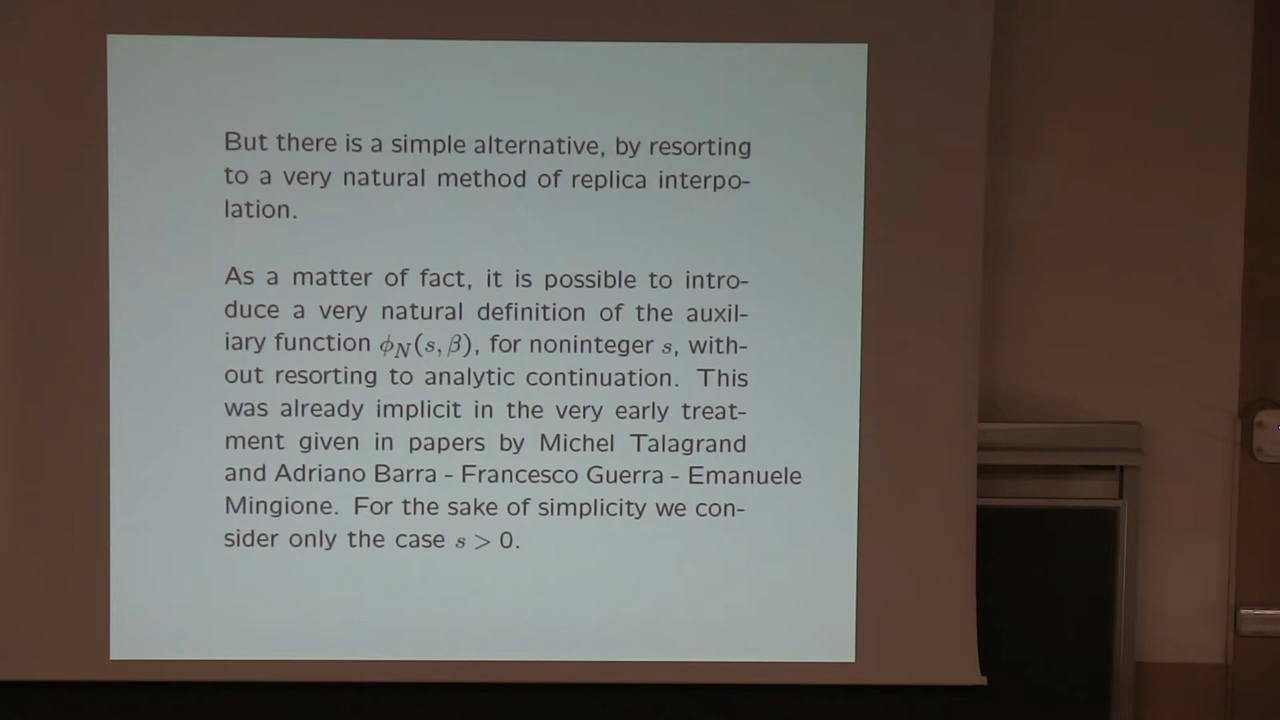 But there is a simple alternative, by resorting
to a very natural method of replica interpo-
lation.
As a matter of fact, it is possible to intro-
duce a very natural definition of the auxil-
iary function ϕ_N(s, β), for noninteger s, with-
out resorting to analytic continuation. This
was already implicit in the very early treat-
ment given in papers by Michel Talagrand
and Adriano Barra - Francesco Guerra - Emanuele
Mingione. For the sake of simplicity we con-
sider only the case s > 0.